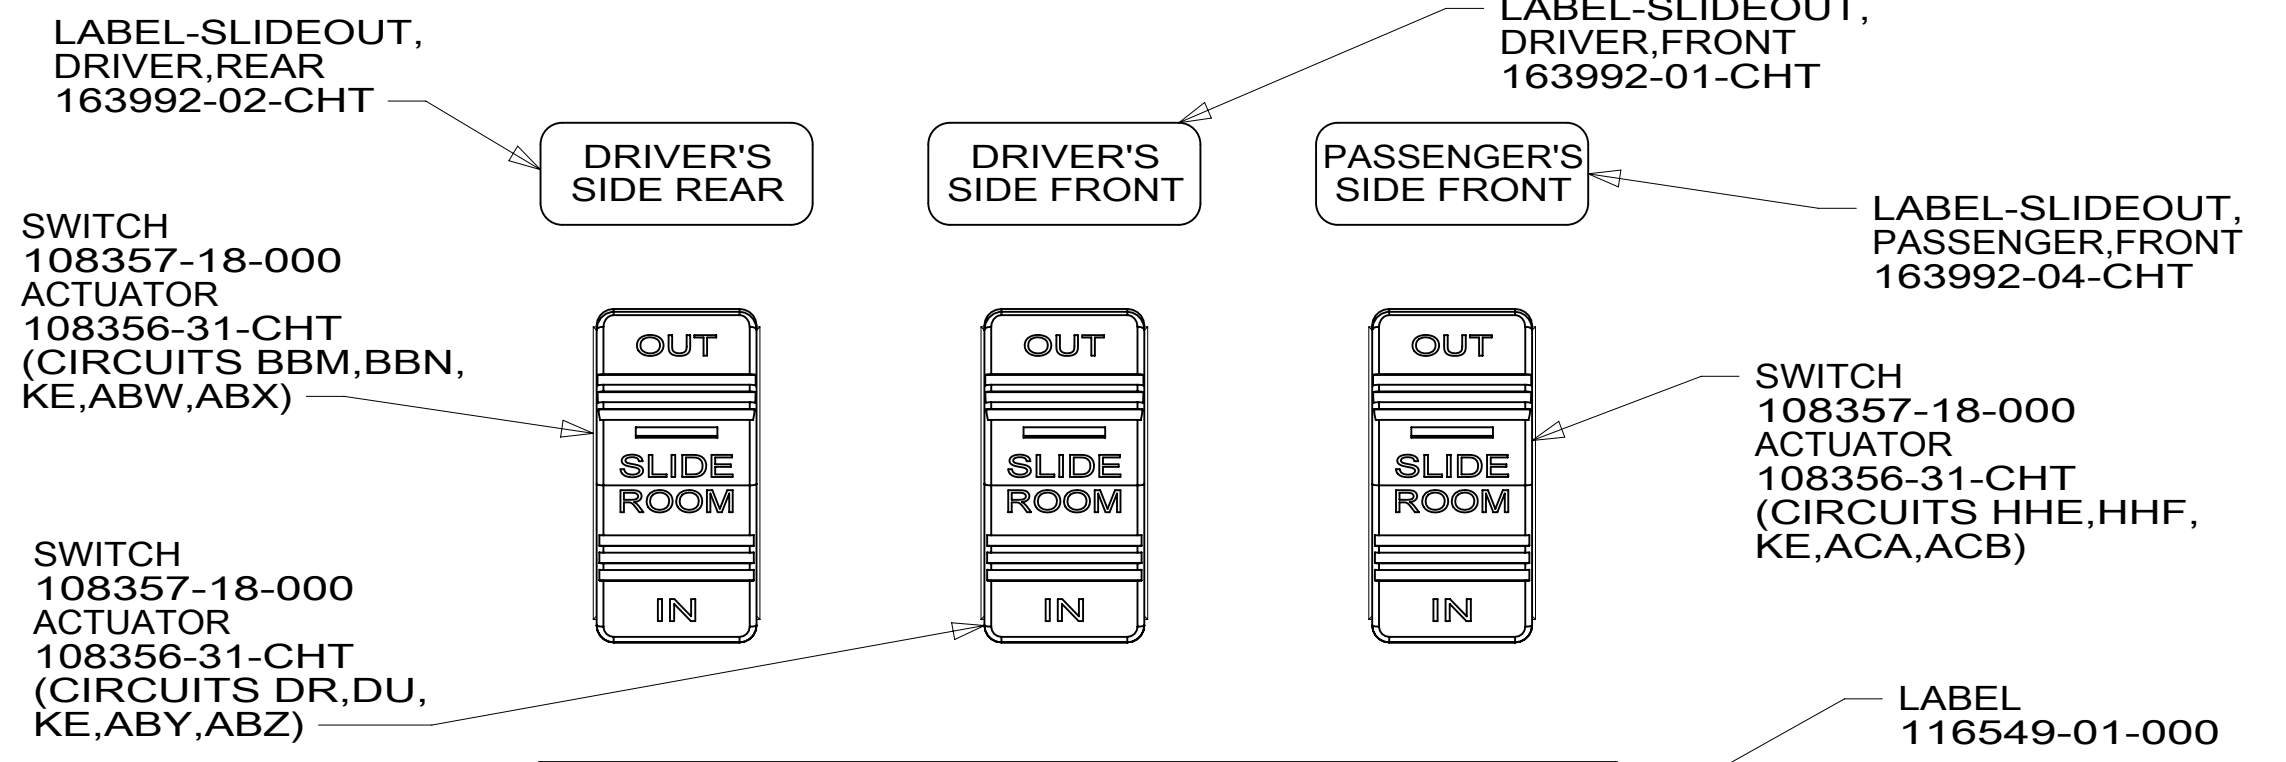 LABEL-SLIDEOUT,
DRIVER,REAR
163992-02-CHT
LABEL-SLIDEOUT,
DRIVER,FRONT
163992-01-CHT
DRIVER'S
SIDE REAR
DRIVER'S
SIDE FRONT
PASSENGER'S
SIDE FRONT
LABEL-SLIDEOUT,
PASSENGER,FRONT
163992-04-CHT
SWITCH
108357-18-000
ACTUATOR
108356-31-CHT
(CIRCUITS BBM,BBN,
KE,ABW,ABX)
OUT
SLIDE
ROOM
IN
OUT
SLIDE
ROOM
IN
OUT
SLIDE
ROOM
IN
SWITCH
108357-18-000
ACTUATOR
108356-31-CHT
(CIRCUITS HHE,HHF,
KE,ACA,ACB)
SWITCH
108357-18-000
ACTUATOR
108356-31-CHT
(CIRCUITS DR,DU,
KE,ABY,ABZ)
LABEL
116549-01-000